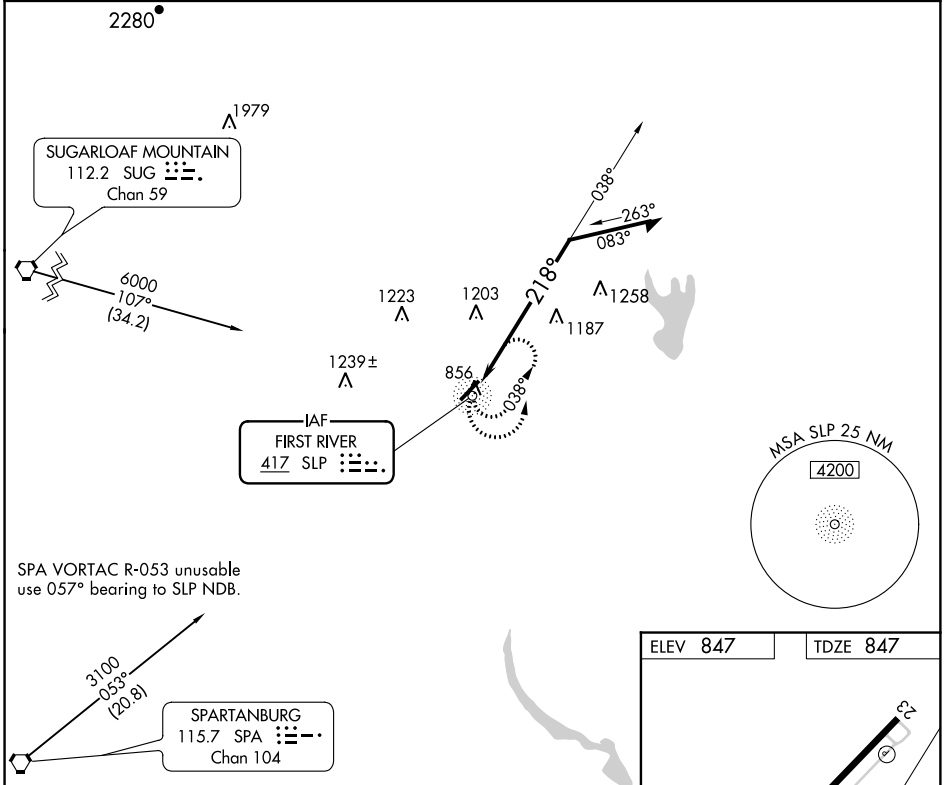 2280
1979
SUGARLOAF MOUNTAIN
112.2 SUG
Chan 59
6000
107°
(34.2)
038°
263°
083°
218°
1223
1203
1258
1187
1239±
856
038°
IAF
FIRST RIVER
417 SLP
MSA SLP 25 NM
4200
SPA VORTAC R-053 unusable
use 057° bearing to SLP NDB.
3100
053°
(20.8)
SPARTANBURG
115.7 SPA
Chan 104
ELEV 847
TDZE 847
23
P